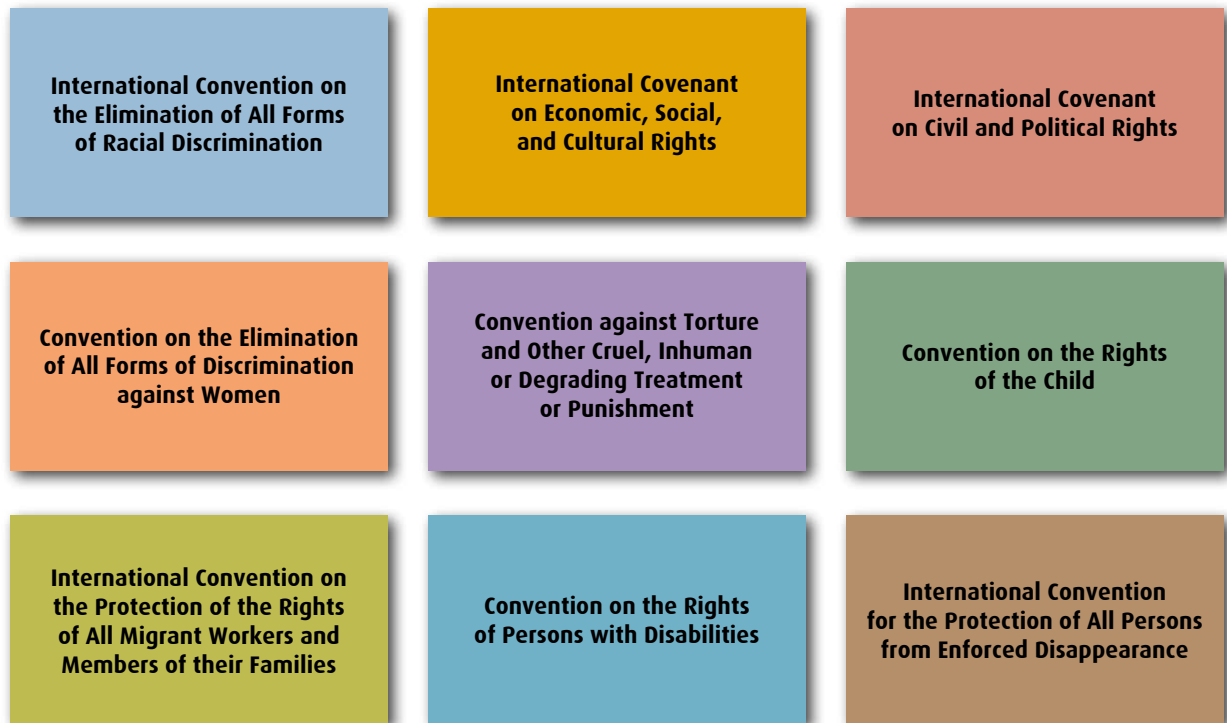 International Convention on
the Elimination of All Forms
of Racial Discrimination
International Covenant
on Economic, Social,
and Cultural Rights
International Covenant
on Civil and Political Rights
Convention on the Elimination
of All Forms of Discrimination
against Women
Convention against Torture
and Other Cruel, Inhuman
or Degrading Treatment
or Punishment
Convention on the Rights
of the Child
International Convention on
the Protection of the Rights
of All Migrant Workers and
Members of their Families
Convention on the Rights
of Persons with Disabilities
International Convention
for the Protection of All Persons
from Enforced Disappearance